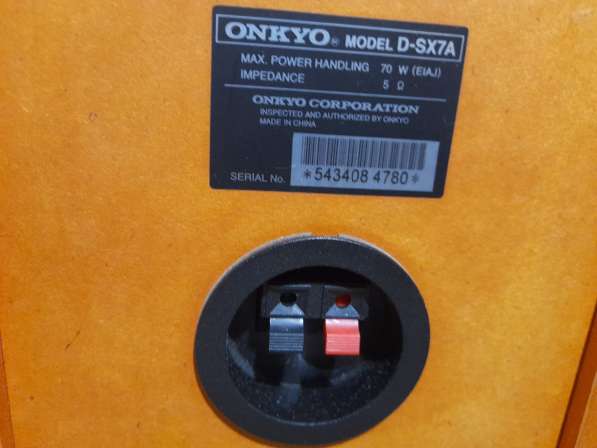 ONKYO® MODEL D-SX7A
MAX. POWER HANDLING 70 W (EIAJ)
IMPEDANCE 5 Ω
ONKYO CORPORATION
INSPECTED AND AUTHORIZED BY ONKYO
MADE IN CHINA
SERIAL No. *543408 4780*